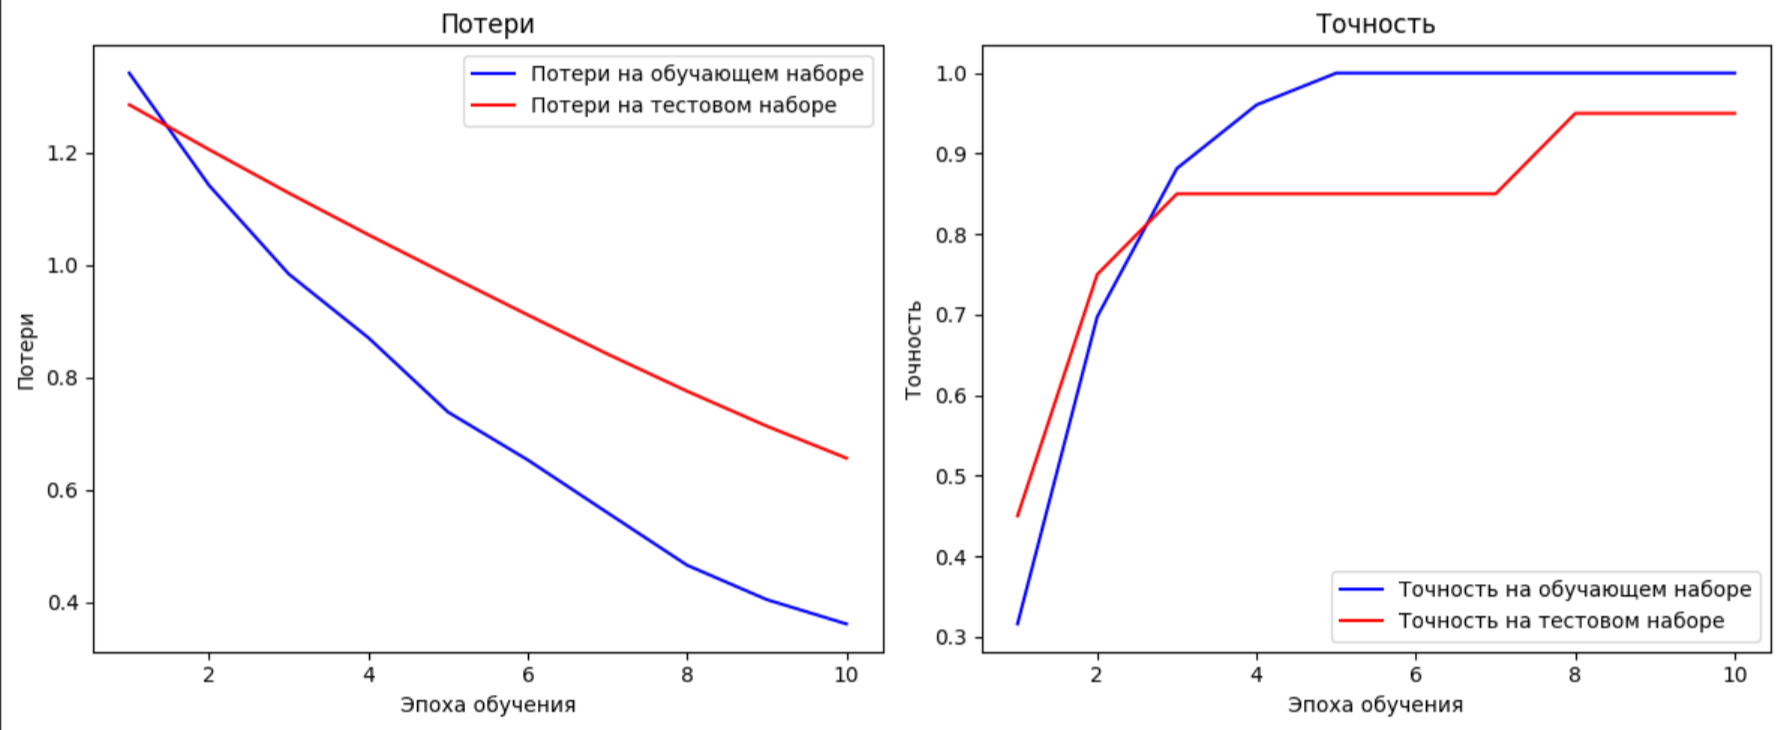 Потери
Потери на обучающем наборе
Потери на тестовом наборе
1.2
1.0
0.8
0.6
0.4
Потери
2 4 6 8 10
Эпоха обучения
Точность
1.0
0.9
0.8
0.7
0.6
0.5
0.4
0.3
Точность
Точность на обучающем наборе
Точность на тестовом наборе
2 4 6 8 10
Эпоха обучения